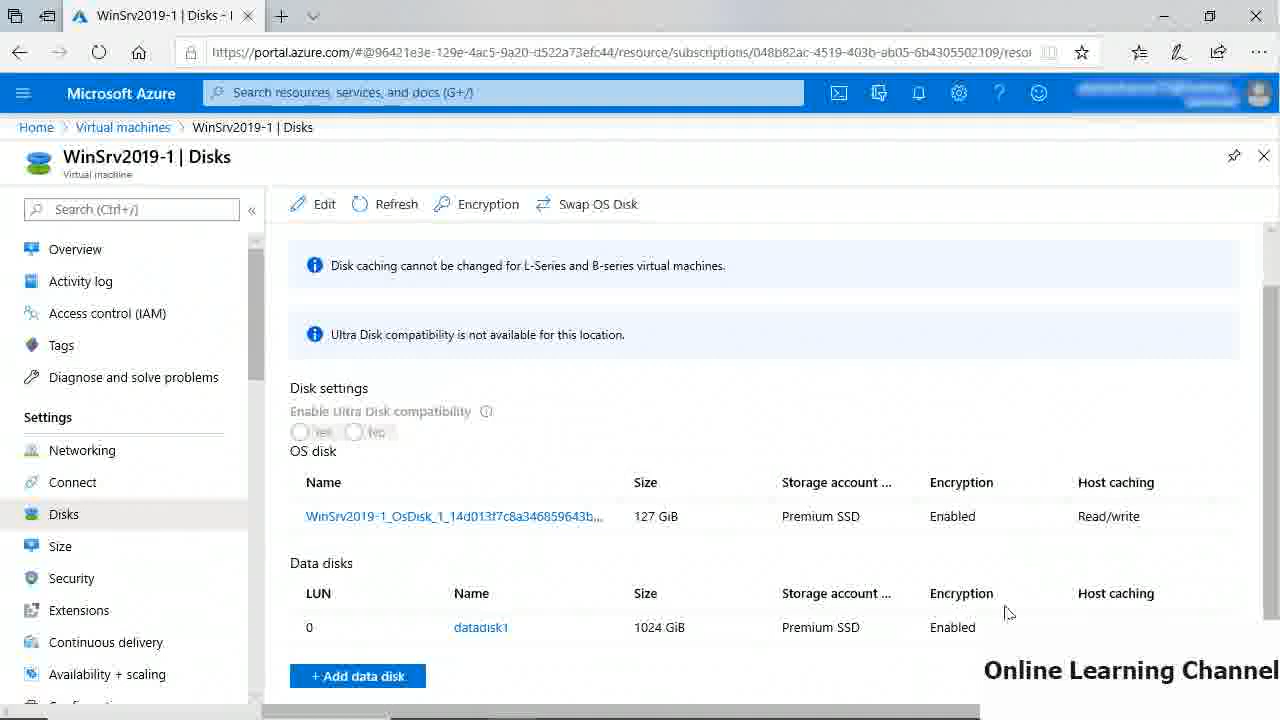 WinSrv2019-1 | Disks -
https://portal.azure.com/#@96421e3e-129e-4ac5-9a20-d522a73efc44/resource/subscriptions/048b82ac-4519-403b-ab05-6b4305502109/resou
Microsoft Azure
Search resources, services, and docs (G+/)
Home > Virtual machines > WinSrv2019-1 | Disks
WinSrv2019-1 | Disks
Virtual machine
Search (Ctrl+/)
«
Edit Refresh Encryption Swap OS Disk
Overview
Activity log
Access control (IAM)
Tags
Diagnose and solve problems
Settings
Networking
Connect
Disks
Size
Security
Extensions
Continuous delivery
Availability + scaling
Disk caching cannot be changed for L-Series and B-series virtual machines.
Ultra Disk compatibility is not available for this location.
Disk settings
Enable Ultra Disk compatibility
Yes No
OS disk
Name Size Storage account ... Encryption Host caching
WinSrv2019-1_OsDisk_1_14d013f7c8a346859643b... 127 GiB Premium SSD Enabled Read/write
Data disks
LUN Name Size Storage account ... Encryption Host caching
0 datadisk1 1024 GiB Premium SSD Enabled
+ Add data disk
Online Learning Channel